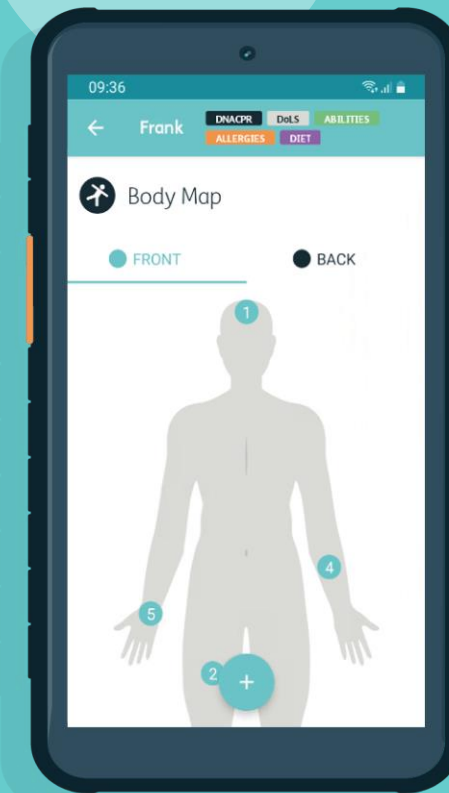 09:36
Frank
DNACPR DoLS ABILITIES
ALLERGIES DIET
Body Map
FRONT BACK
1
4
5
2 +